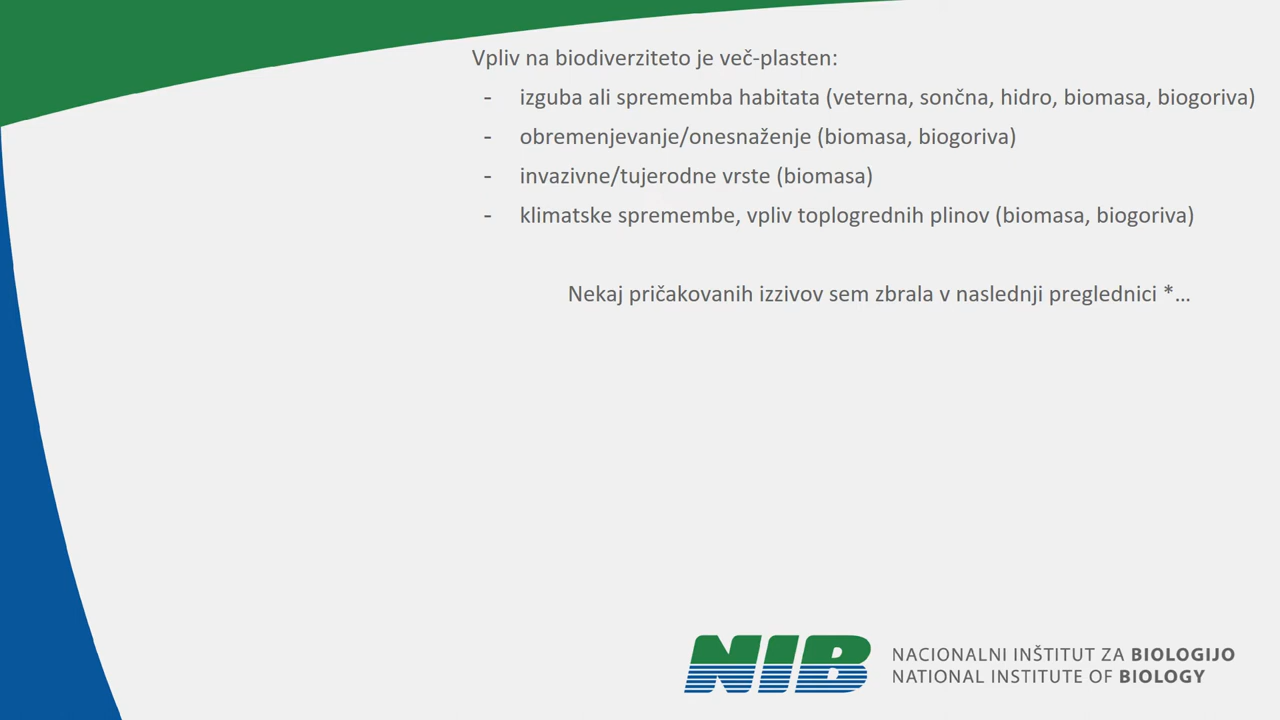 Vpliv na biodiverziteto je več-plasten:
- izguba ali sprememba habitata (veterna, sončna, hidro, biomasa, biogoriva)
- obremenjevanje/onesnaženje (biomasa, biogoriva)
- invazivne/tujerodne vrste (biomasa)
- klimatske spremembe, vpliv toplogrednih plinov (biomasa, biogoriva)
Nekaj pričakovanih izzivov sem zbrala v naslednji preglednici *…
NIB
NACIONALNI INŠTITUT ZA BIOLOGIJO
NATIONAL INSTITUTE OF BIOLOGY